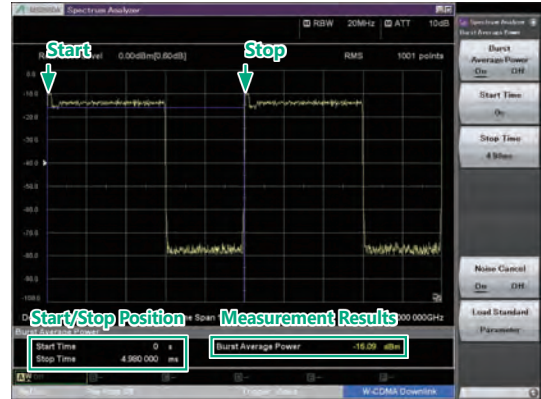 Spectrum Analyzer
RBW 20MHz ATT 10dB
Spectrum Analyzer
Burst Average Power
Start
Stop
0.00dBm[0.60dB]
RMS 1001 points
Burst
Average Power
On Off
Start Time
0s
Stop Time
4.98ms
Noise Cancel
On Off
Load Standard
Parameter
Start/Stop Position
Measurement Results
Burst Average Power
Start Time 0 s
Stop Time 4.980 000 ms
Burst Average Power -16.09 dBm
W-CDMA Downlink